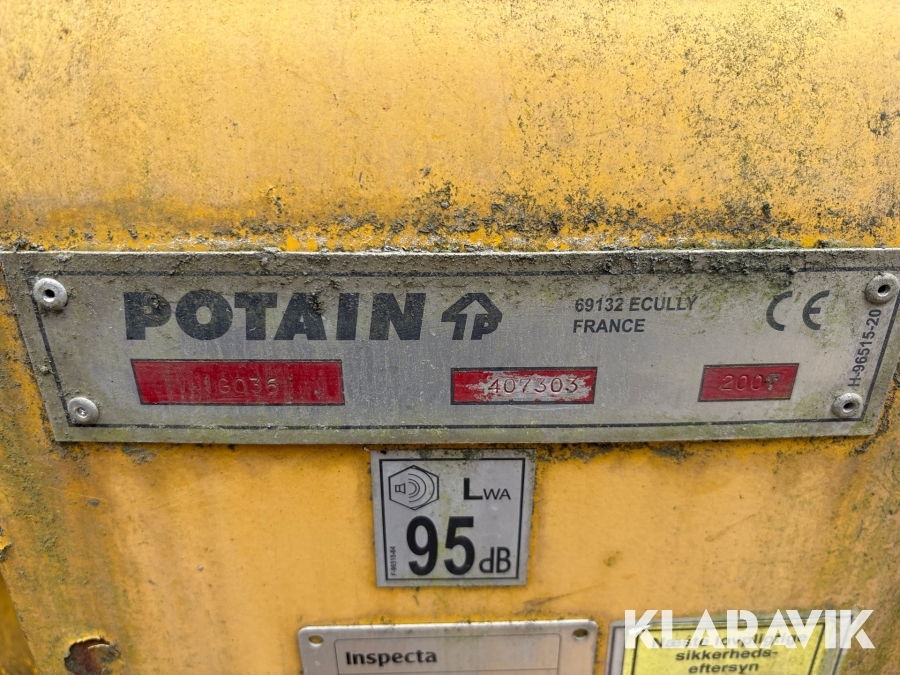 POTAIN
69132 ECULLY
FRANCE
CE
H-96515-20
407303
LWA
95 dB
Inspecta
sikkerheds-
eftersyn
KLARAVIK